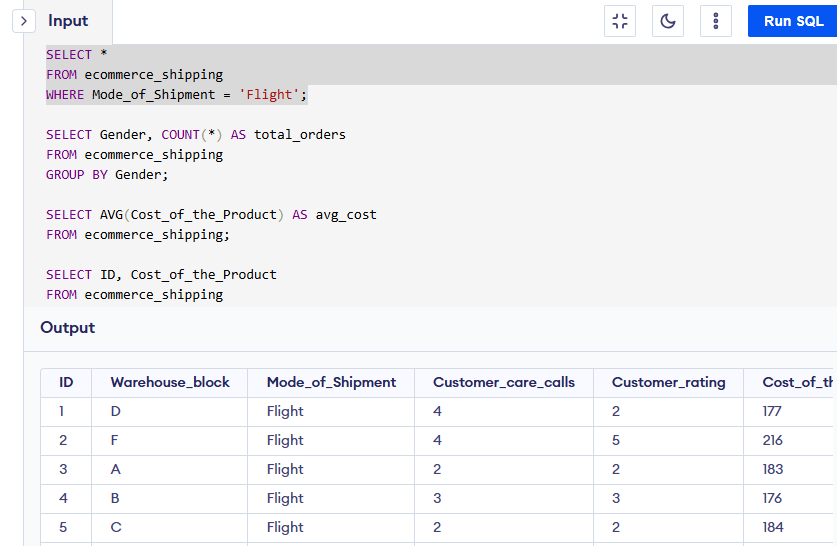 Input
Run SQL
SELECT *
FROM ecommerce_shipping
WHERE Mode_of_Shipment = 'Flight';
SELECT Gender, COUNT(*) AS total_orders
FROM ecommerce_shipping
GROUP BY Gender;
SELECT AVG(Cost_of_the_Product) AS avg_cost
FROM ecommerce_shipping;
SELECT ID, Cost_of_the_Product
FROM ecommerce_shipping
Output
ID Warehouse_block Mode_of_Shipment Customer_care_calls Customer_rating Cost_of_th
1 D Flight 4 2 177
2 F Flight 4 5 216
3 A Flight 2 2 183
4 B Flight 3 3 176
5 C Flight 2 2 184